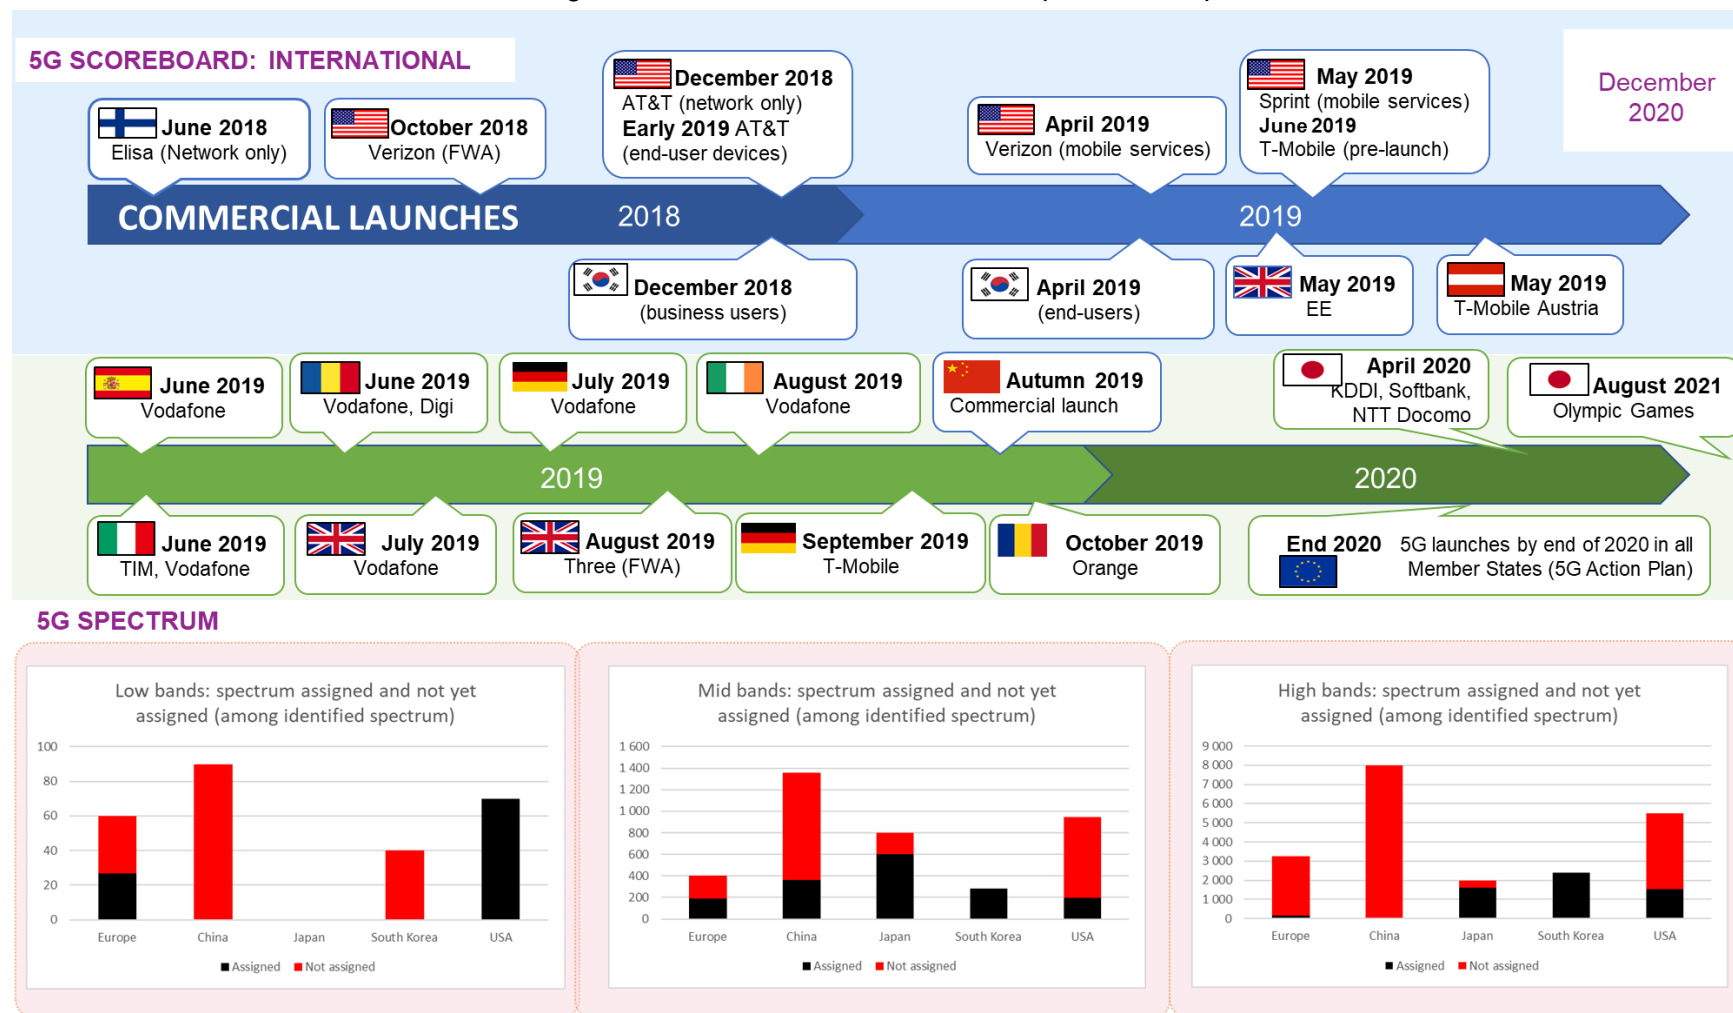 5G SCOREBOARD: INTERNATIONAL
December
2020
June 2018
Elisa (Network only)
October 2018
Verizon (FWA)
December 2018
AT&T (network only)
Early 2019 AT&T
(end-user devices)
April 2019
Verizon (mobile services)
May 2019
Sprint (mobile services)
June 2019
T-Mobile (pre-launch)
COMMERCIAL LAUNCHES
2018
2019
December 2018
(business users)
April 2019
(end-users)
May 2019
EE
May 2019
T-Mobile Austria
June 2019
Vodafone
June 2019
Vodafone, Digi
July 2019
Vodafone
August 2019
Vodafone
Autumn 2019
Commercial launch
April 2020
KDDI, Softbank,
NTT Docomo
August 2021
Olympic Games
2019
2020
June 2019
TIM, Vodafone
July 2019
Vodafone
August 2019
Three (FWA)
September 2019
T-Mobile
October 2019
Orange
End 2020
5G launches by end of 2020 in all
Member States (5G Action Plan)
5G SPECTRUM
Low bands: spectrum assigned and not yet
assigned (among identified spectrum)
100
80
60
40
20
0
Europe China Japan South Korea USA
Assigned Not assigned
Mid bands: spectrum assigned and not yet
assigned (among identified spectrum)
1 600
1 400
1 200
1 000
800
600
400
200
0
Europe China Japan South Korea USA
Assigned Not assigned
High bands: spectrum assigned and not yet
assigned (among identified spectrum)
9 000
8 000
7 000
6 000
5 000
4 000
3 000
2 000
1 000
0
Europe China Japan South Korea USA
Assigned Not assigned